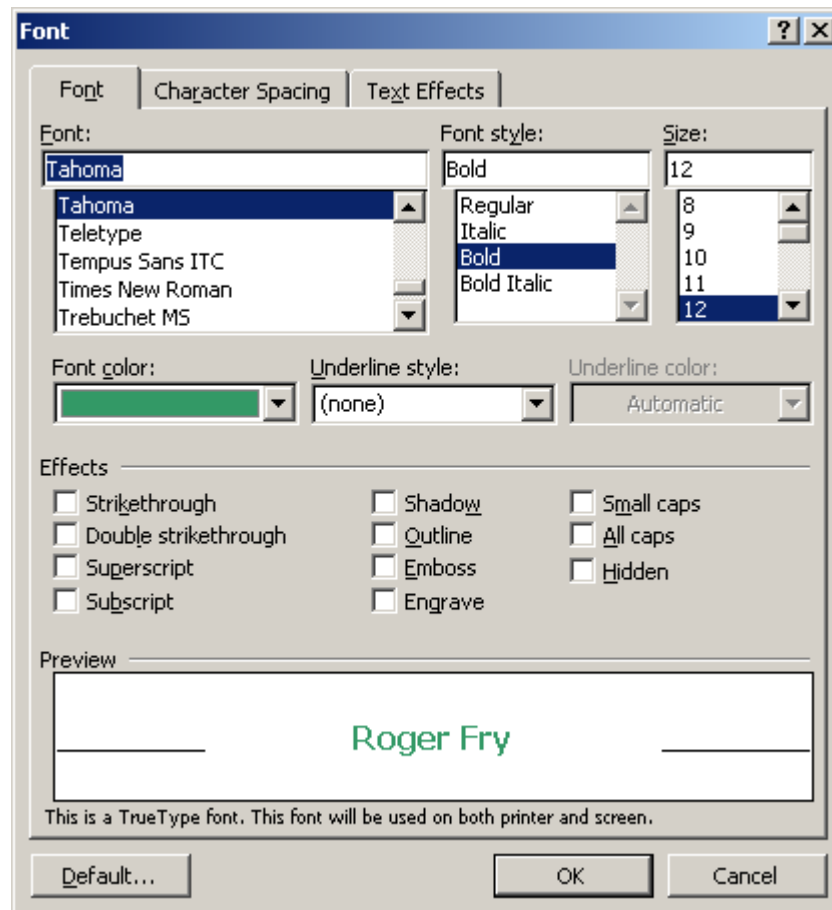 Font
Font Character Spacing Text Effects
Font: Font style: Size:
Tahoma Bold 12
Tahoma Regular 8
Teletype Italic 9
Tempus Sans ITC Bold 10
Times New Roman Bold Italic 11
Trebuchet MS 12
Font color: Underline style: Underline color:
(none) Automatic
Effects
Strikethrough Shadow Small caps
Double strikethrough Outline All caps
Superscript Emboss Hidden
Subscript Engrave
Preview
Roger Fry
This is a TrueType font. This font will be used on both printer and screen.
Default... OK Cancel